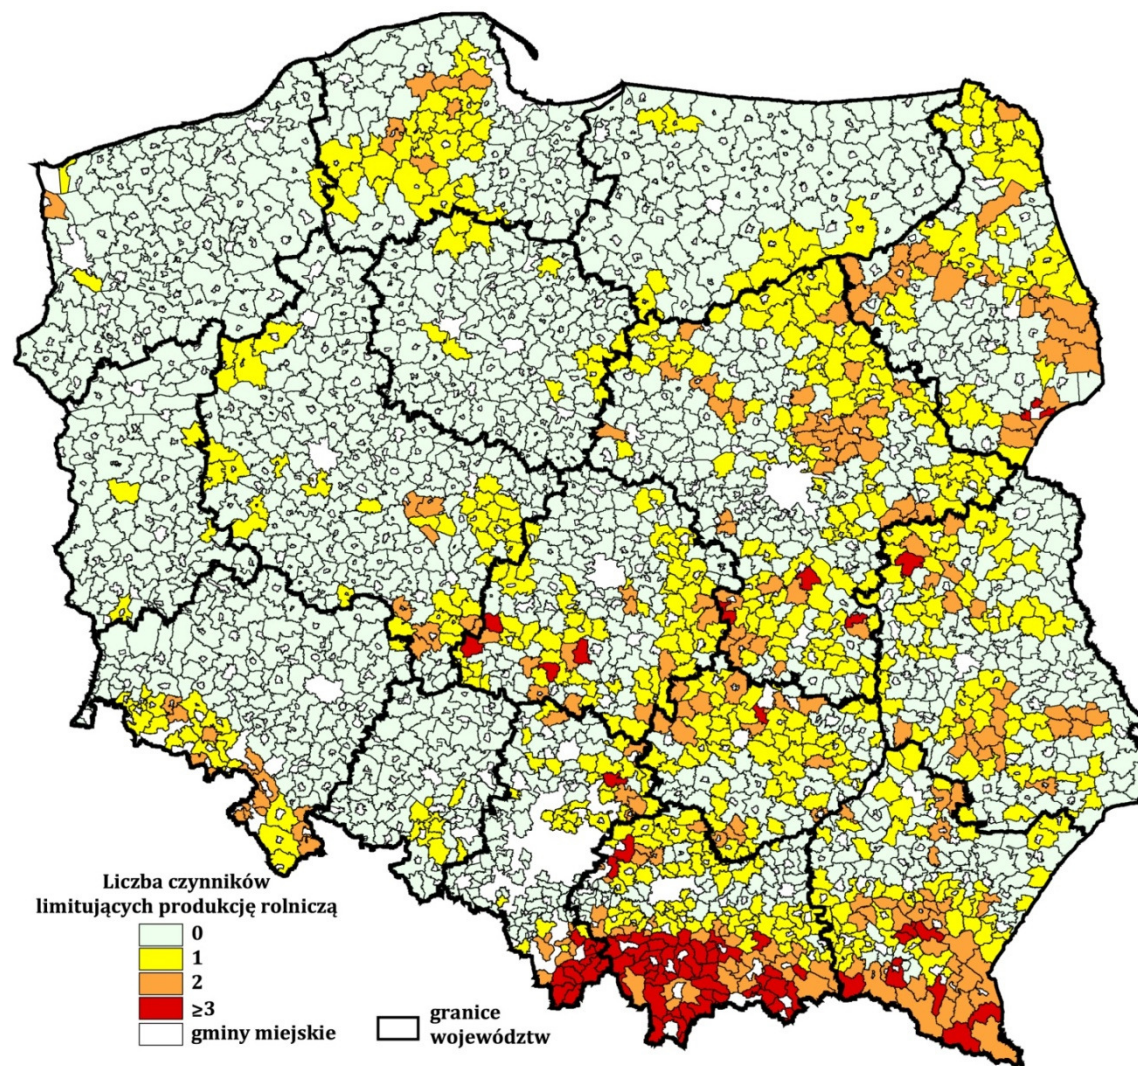 Liczba czynników
limitujących produkcję rolniczą
0
1
2
≥3
gminy miejskie
granice
województw